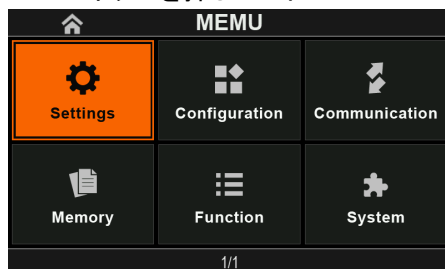 MEMU
Settings
Configuration
Communication
Memory
Function
System
1/1